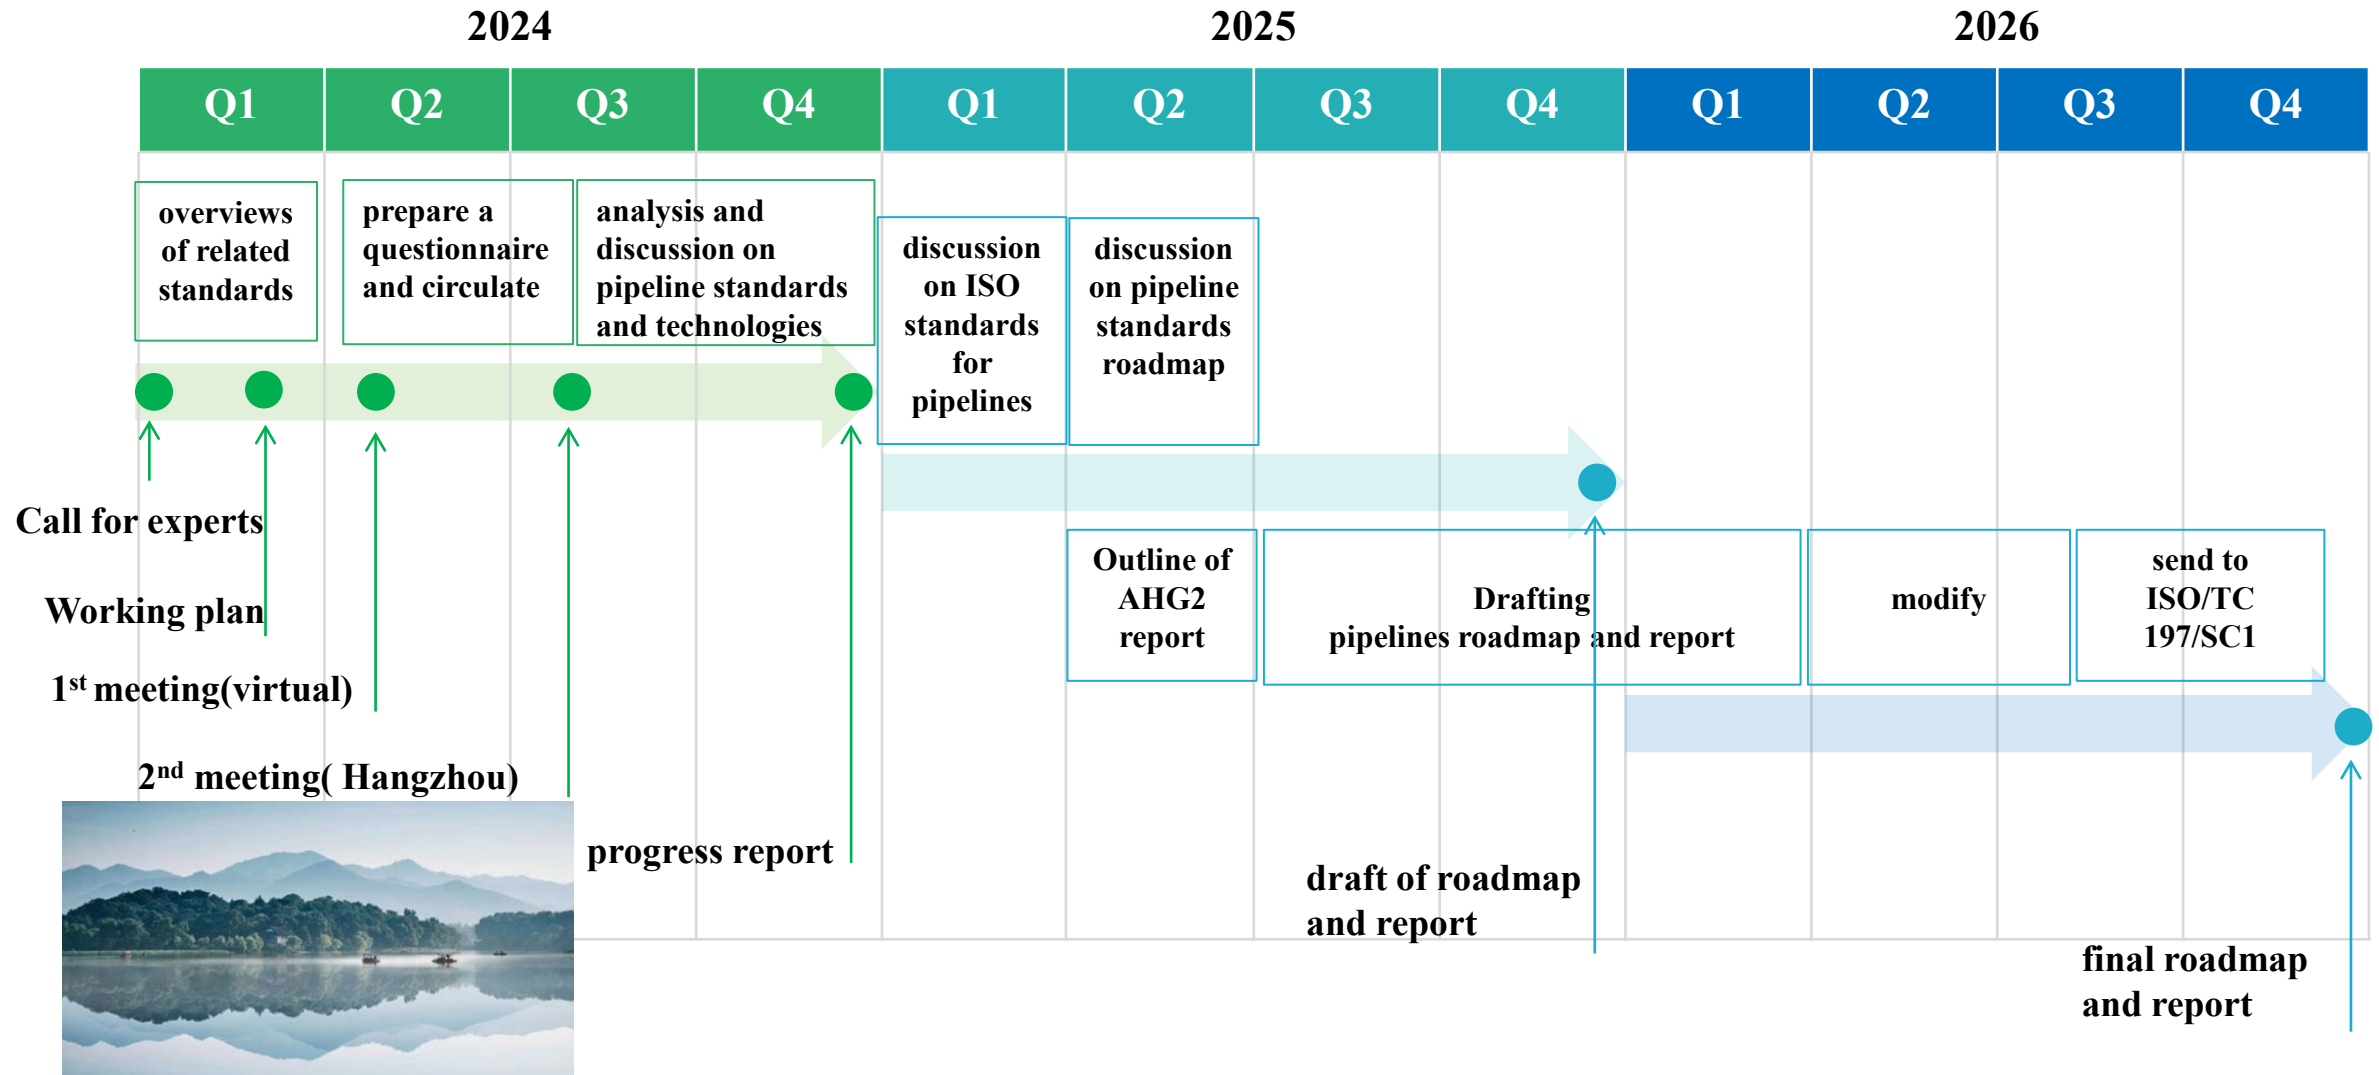 2024
2025
2026
Q1
Q2
Q3
Q4
Q1
Q2
Q3
Q4
Q1
Q2
Q3
Q4
overviews
of related
standards
prepare a
questionnaire
and circulate
analysis and
discussion on
pipeline standards
and technologies
discussion
on ISO
standards
for
pipelines
discussion
on pipeline
standards
roadmap
Call for experts
Working plan
1st meeting(virtual)
2nd meeting( Hangzhou)
progress report
Outline of
AHG2
report
Drafting
pipelines roadmap and report
modify
send to
ISO/TC
197/SC1
draft of roadmap
and report
final roadmap
and report